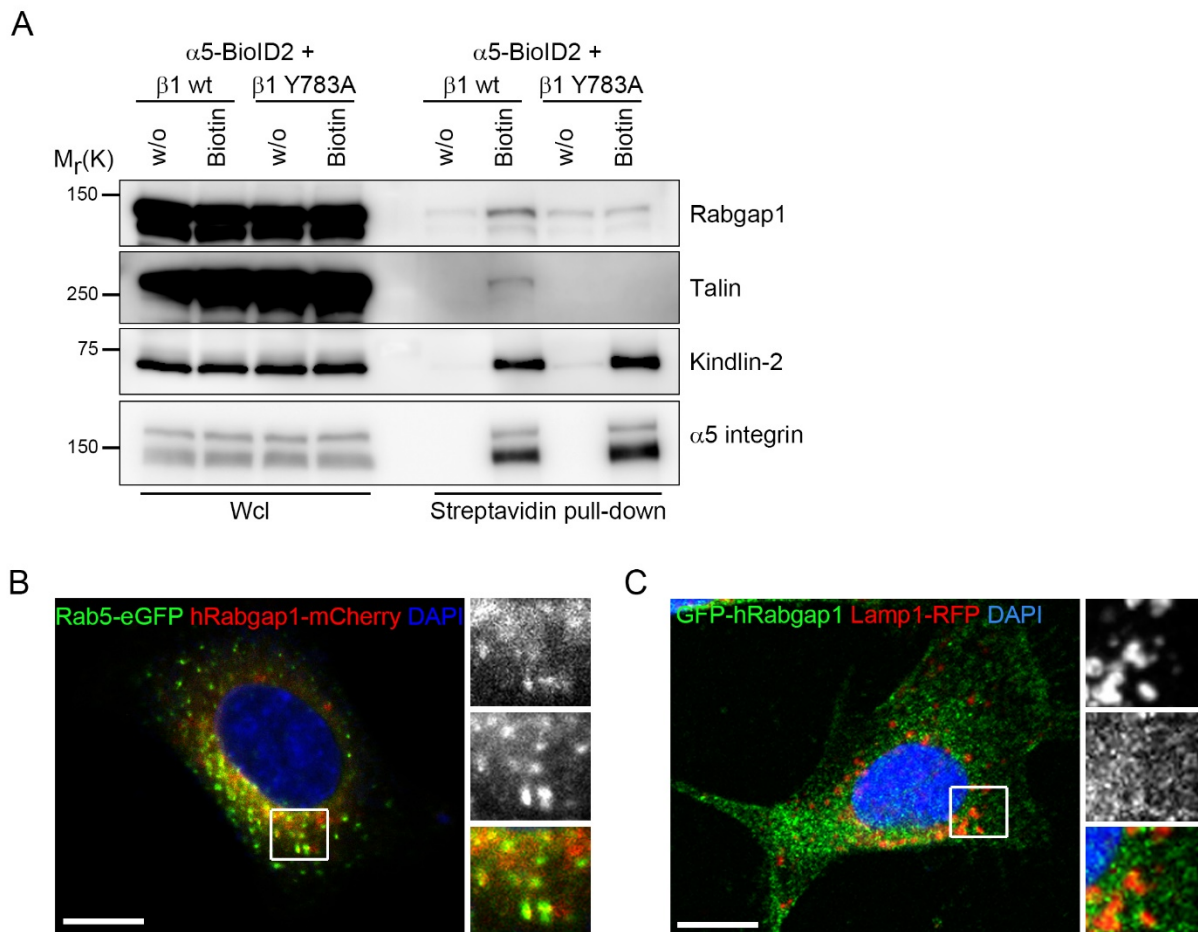 A
α5-BioID2 +
α5-BioID2 +
β1 wt
β1 Y783A
β1 wt
β1 Y783A
Mr(K)
w/o
Biotin
w/o
Biotin
w/o
Biotin
w/o
Biotin
150
Rabgap1
250
Talin
75
Kindlin-2
150
α5 integrin
Wcl
Streptavidin pull-down
B
Rab5-eGFP hRabgap1-mCherry DAPI
C
GFP-hRabgap1 Lamp1-RFP DAPI